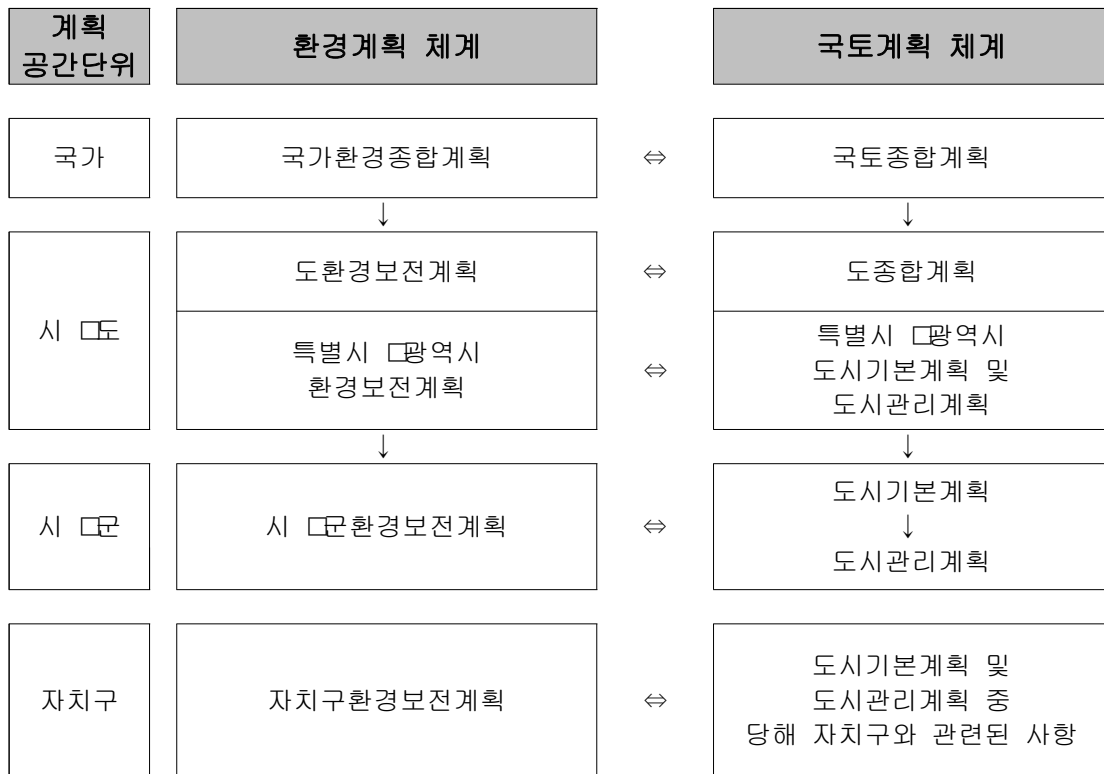 계획
공간단위
환경계획 체계
국토계획 체계
국가
국가환경종합계획
⇔
국토종합계획
↓
↓
시 □도
도환경보전계획
⇔
도종합계획
특별시 □광역시
환경보전계획
⇔
특별시 □광역시
도시기본계획 및
도시관리계획
↓
↓
시 □군
시 □군환경보전계획
⇔
도시기본계획
↓
도시관리계획
자치구
자치구환경보전계획
⇔
도시기본계획 및
도시관리계획 중
당해 자치구와 관련된 사항